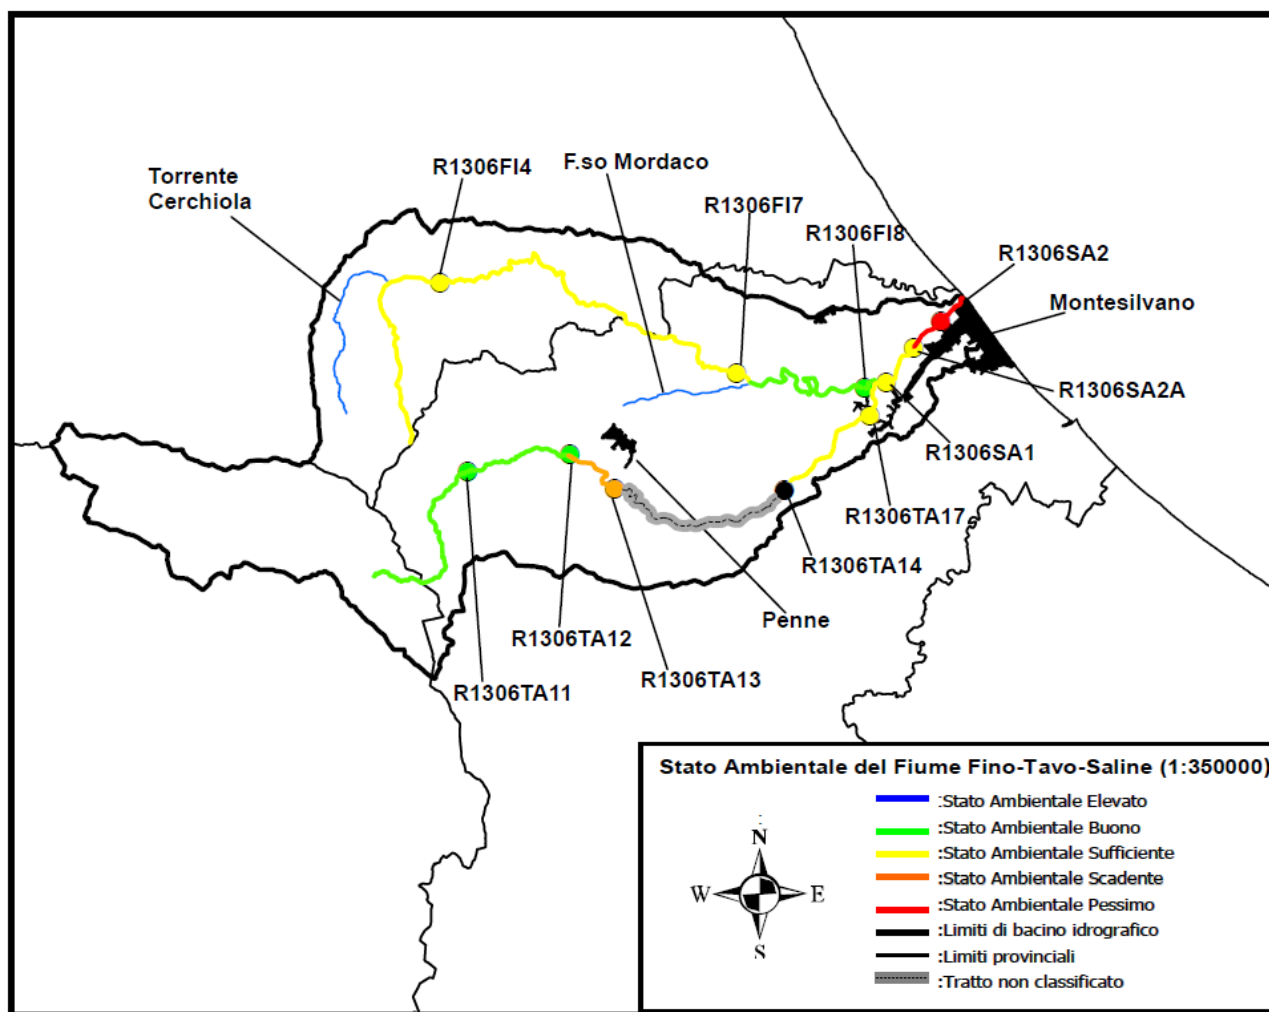 Torrente
Cerchiola
R1306FI4
F.so Mordaco
R1306FI7
R1306FI8
R1306SA2
Montesilvano
R1306SA2A
R1306SA1
R1306TA17
R1306TA14
Penne
R1306TA12
R1306TA13
R1306TA11
Stato Ambientale del Fiume Fino-Tavo-Saline (1:350000)
:Stato Ambientale Elevato
:Stato Ambientale Buono
:Stato Ambientale Sufficiente
:Stato Ambientale Scadente
:Stato Ambientale Pessimo
:Limiti di bacino idrografico
:Limiti provinciali
:Tratto non classificato
N
W
E
S